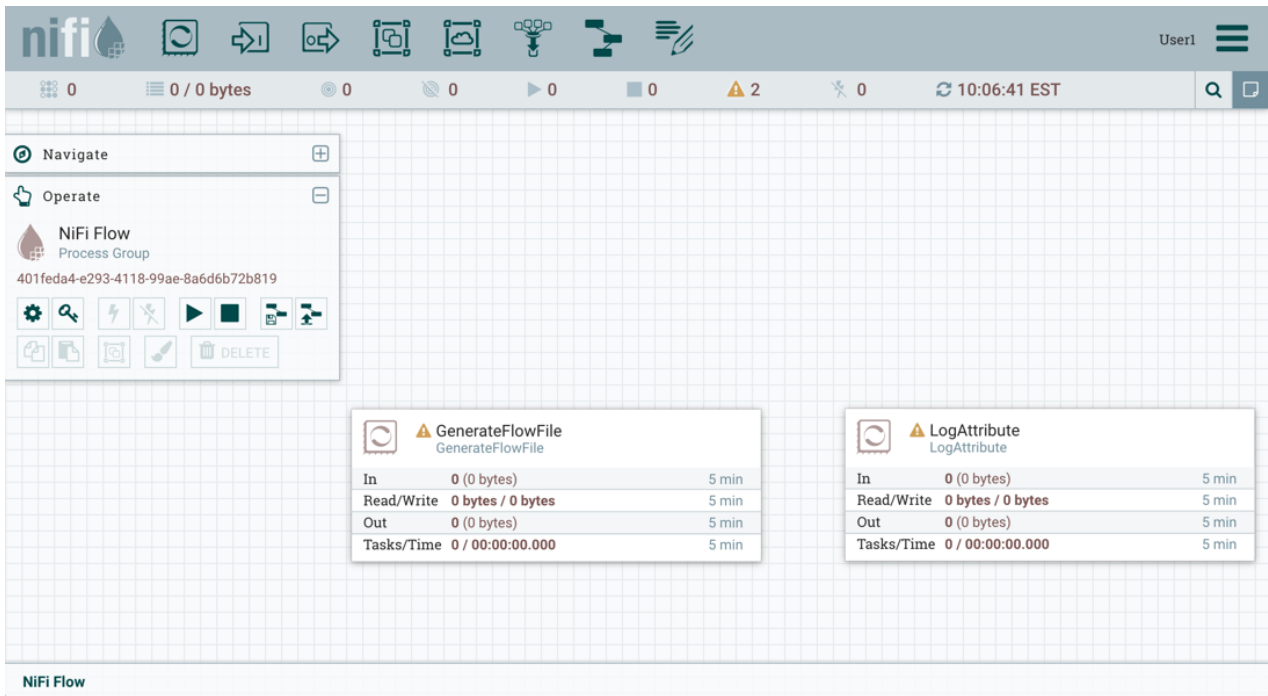 nifi
User1
0
0 / 0 bytes
0
0
0
0
2
0
10:06:41 EST
Navigate
Operate
NiFi Flow
Process Group
401feda4-e293-4118-99ae-8a6d6b72b819
DELETE
GenerateFlowFile
GenerateFlowFile
In 0 (0 bytes) 5 min
Read/Write 0 bytes / 0 bytes 5 min
Out 0 (0 bytes) 5 min
Tasks/Time 0 / 00:00:00.000 5 min
LogAttribute
LogAttribute
In 0 (0 bytes) 5 min
Read/Write 0 bytes / 0 bytes 5 min
Out 0 (0 bytes) 5 min
Tasks/Time 0 / 00:00:00.000 5 min
NiFi Flow